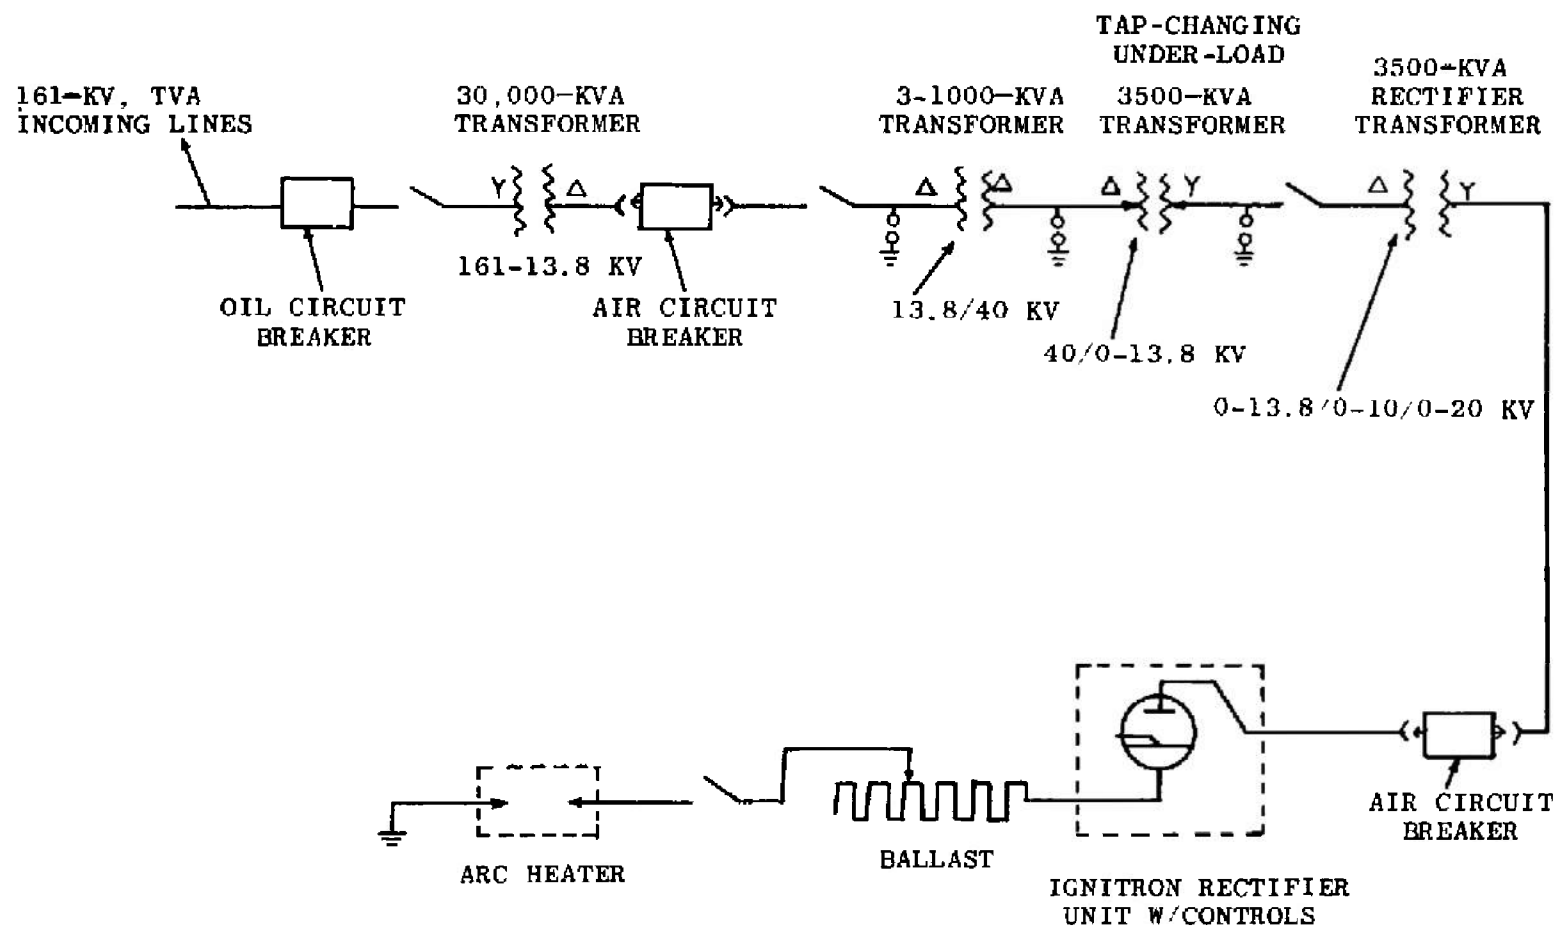 TAP-CHANGING
UNDER-LOAD
161-KV, TVA
INCOMING LINES
30,000-KVA
TRANSFORMER
3-1000-KVA
TRANSFORMER
3500-KVA
TRANSFORMER
3500-KVA
RECTIFIER
TRANSFORMER
Y
Δ
Δ
Δ
Δ
Y
Δ
Y
161-13.8 KV
OIL CIRCUIT
BREAKER
AIR CIRCUIT
BREAKER
13.8/40 KV
40/0-13.8 KV
0-13.8/0-10/0-20 KV
ARC HEATER
BALLAST
IGNITRON RECTIFIER
UNIT W/CONTROLS
AIR CIRCUIT
BREAKER